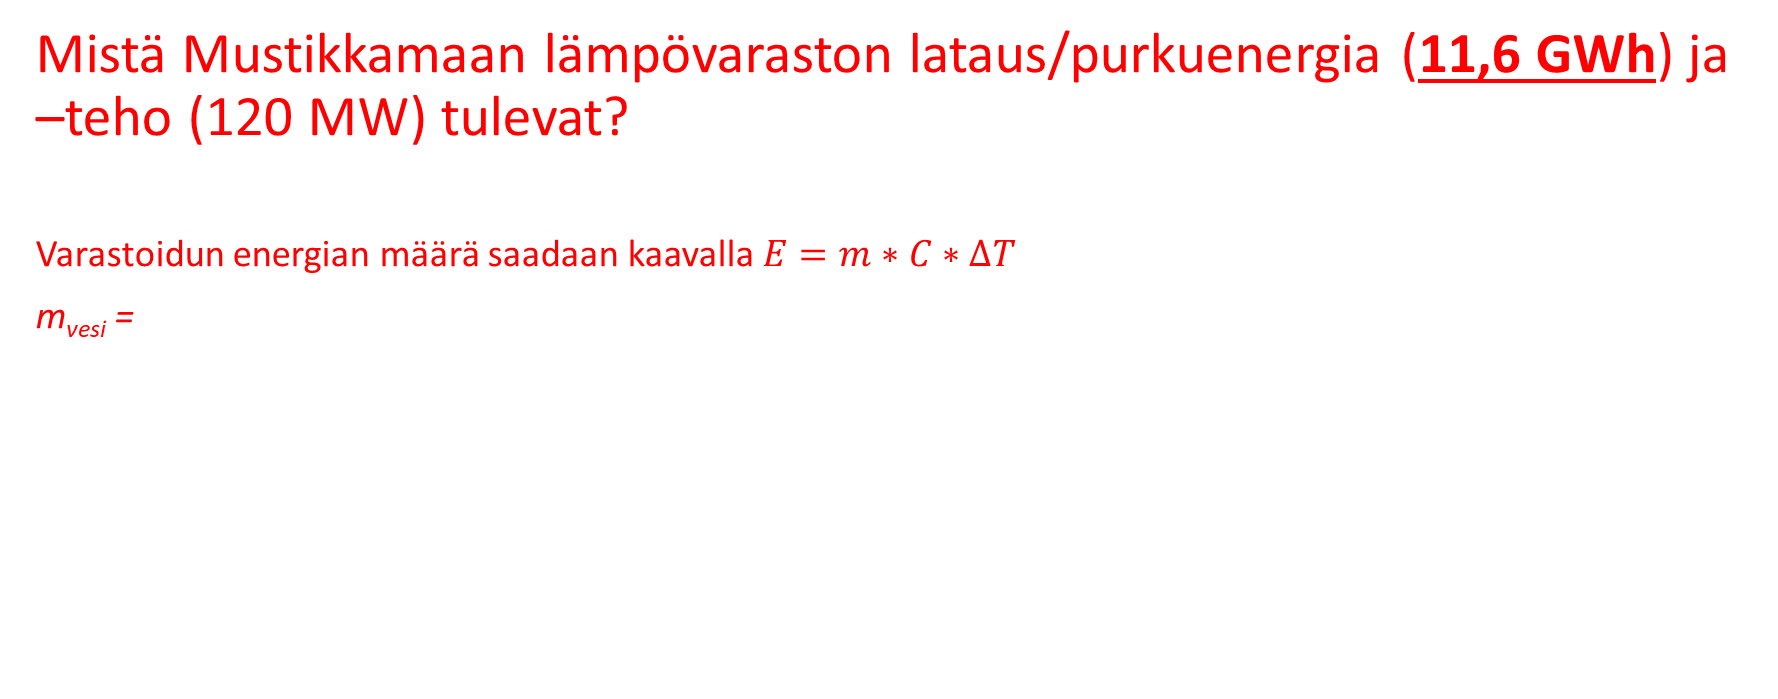 Mistä Mustikkamaan lämpövaraston lataus/purkuenergia (11,6 GWh) ja
–teho (120 MW) tulevat?
Varastoidun energian määrä saadaan kaavalla 𝐸 = 𝑚 ∗ 𝐶 ∗ Δ𝑇
mvesi =